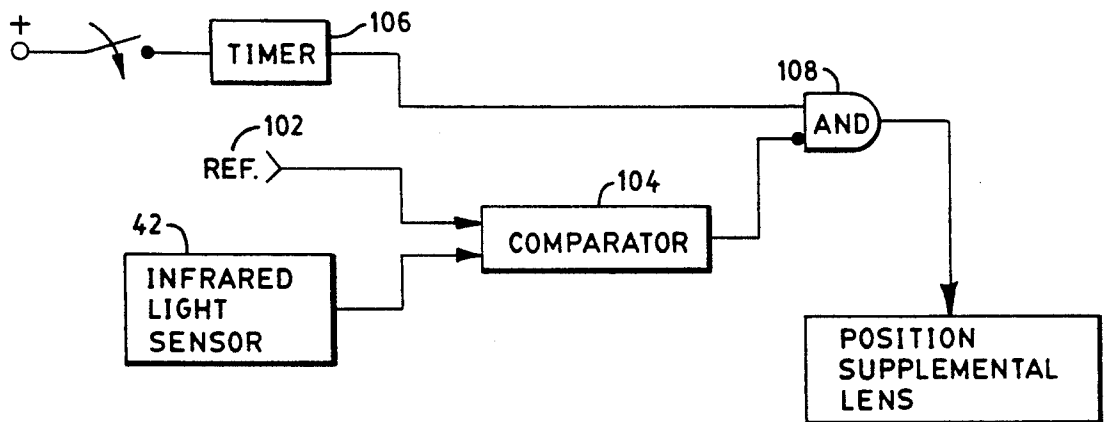 +
106
TIMER
108
AND
102
REF.
104
COMPARATOR
42
INFRARED
LIGHT
SENSOR
POSITION
SUPPLEMENTAL
LENS